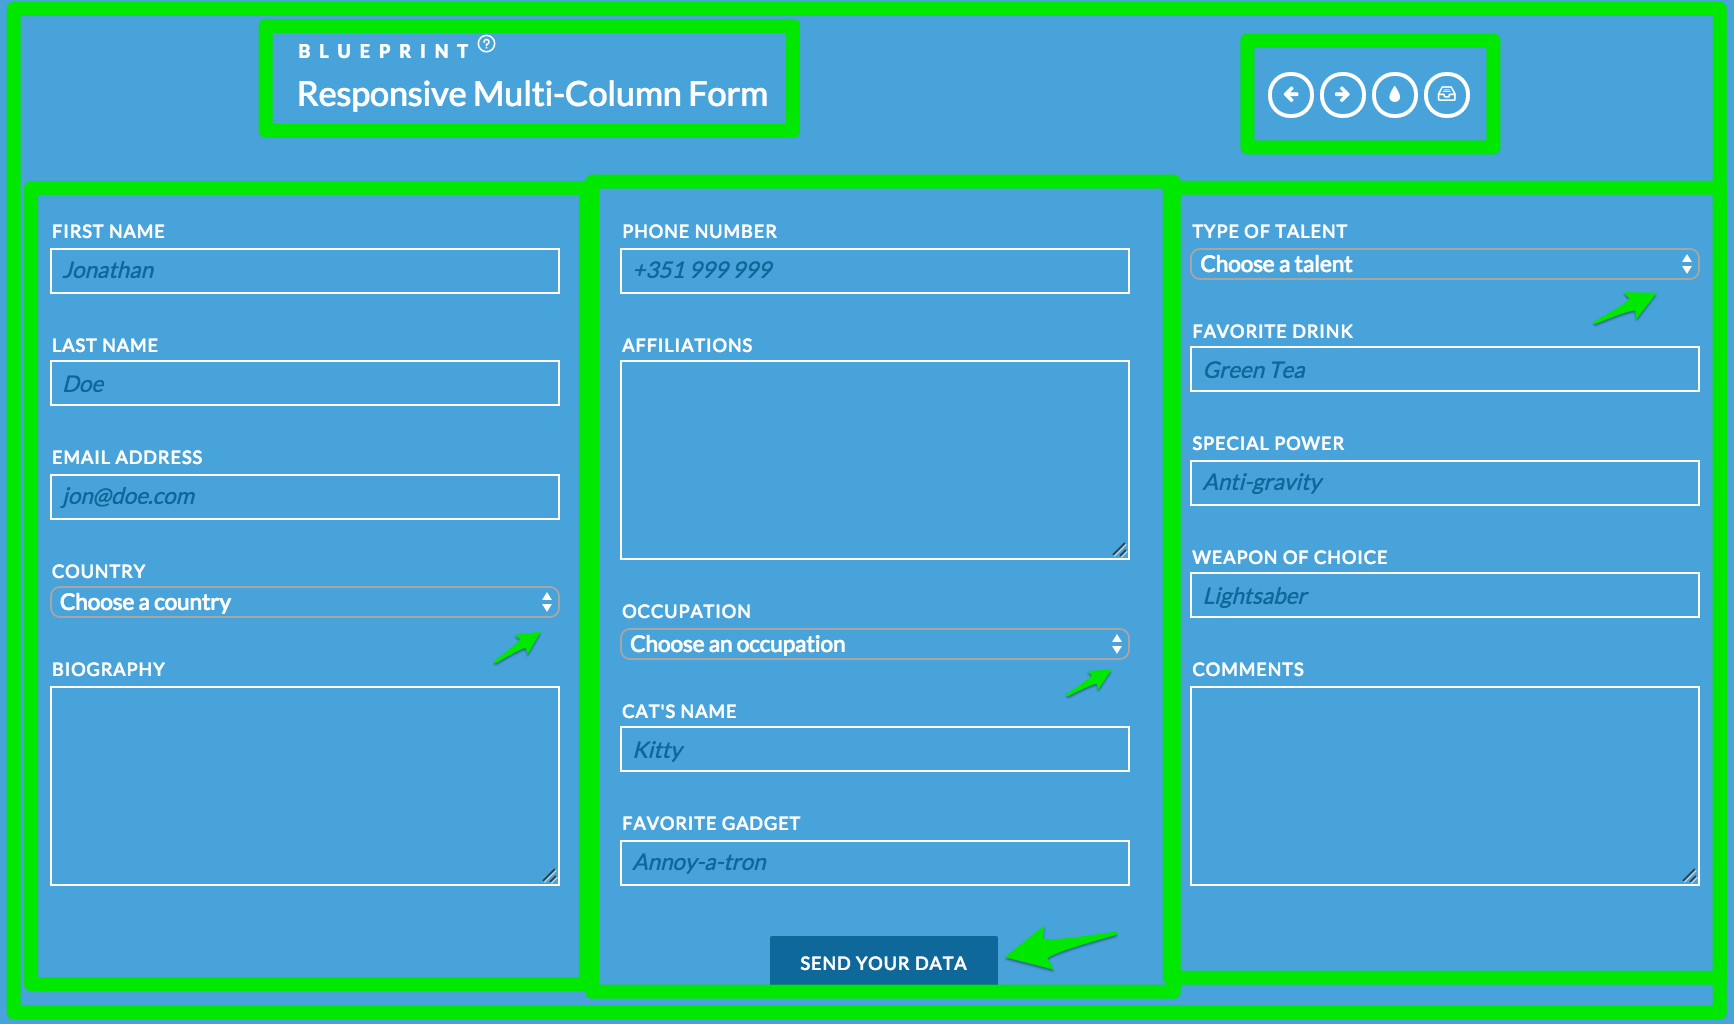 BLUEPRINT
Responsive Multi-Column Form
FIRST NAME
Jonathan
LAST NAME
Doe
EMAIL ADDRESS
jon@doe.com
COUNTRY
Choose a country
BIOGRAPHY
PHONE NUMBER
+351 999 999
AFFILIATIONS
OCCUPATION
Choose an occupation
CAT'S NAME
Kitty
FAVORITE GADGET
Annoy-a-tron
SEND YOUR DATA
TYPE OF TALENT
Choose a talent
FAVORITE DRINK
Green Tea
SPECIAL POWER
Anti-gravity
WEAPON OF CHOICE
Lightsaber
COMMENTS